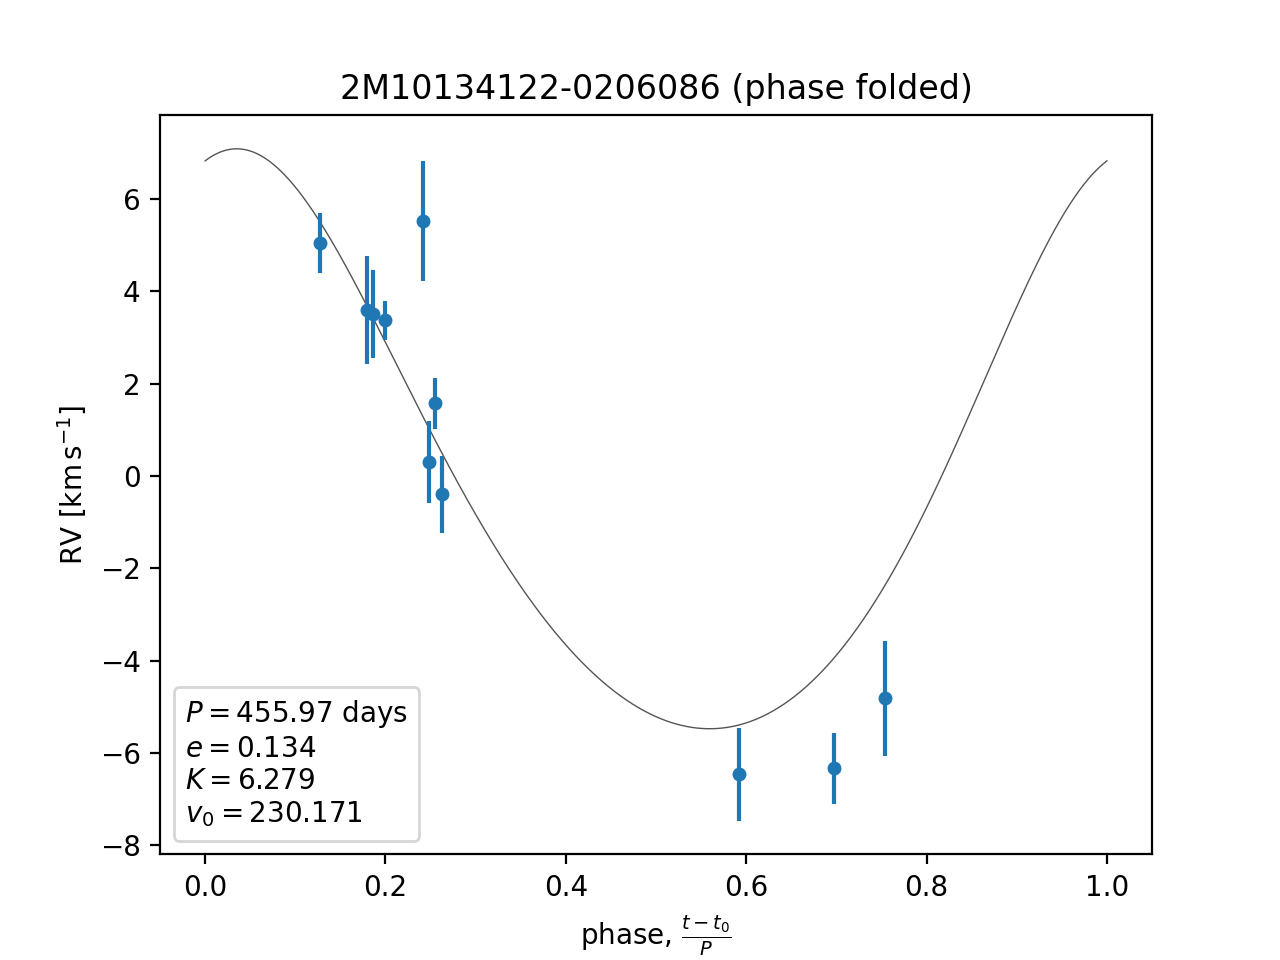 2M10134122-0206086 (phase folded)
RV [km s⁻¹]
6
4
2
0
−2
−4
−6
−8
P = 455.97 days
e = 0.134
K = 6.279
v₀ = 230.171
0.0 0.2 0.4 0.6 0.8 1.0
phase, (t − t₀)/P